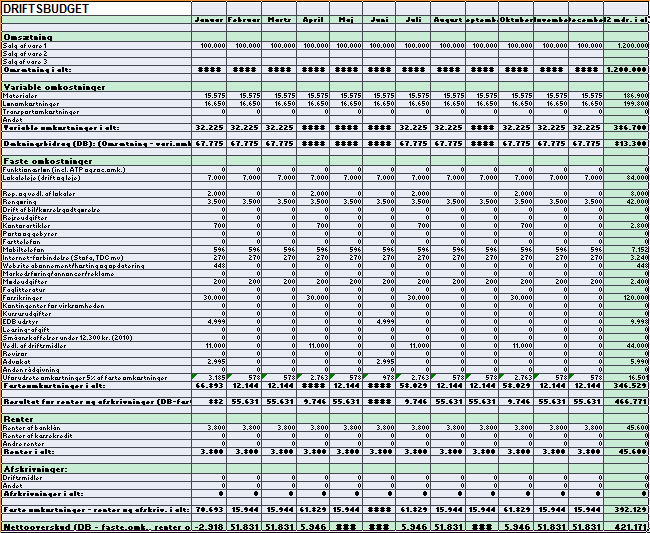 DRIFTSBUDGET
Januar Februar Marts April Maj Juni Juli August eptemb Oktober lovembe ecembe 12 mdr. i al
Omsætning
Salg af vare 1 100.000 100.000 100.000 100.000 100.000 100.000 100.000 100.000 100.000 100.000 100.000 100.000 1.200.000
Salg af vare 2
Salg af vare 3
Omsætning i alt: #### #### #### #### #### #### #### #### #### #### #### #### 1.200.000
Variable omkostninger
Materialer 15.575 15.575 15.575 15.575 15.575 15.575 15.575 15.575 15.575 15.575 15.575 15.575 186.900
Lønomkostninger 16.650 16.650 16.650 16.650 16.650 16.650 16.650 16.650 16.650 16.650 16.650 16.650 199.800
Transportomkostninger 0 0 0 0 0 0 0 0 0 0 0 0 0
Andet
Variable omkostninger i alt: 32.225 32.225 32.225 #### #### #### 32.225 32.225 #### 32.225 32.225 32.225 386.700
Dækningsbidrag (DB): (Omsætning - vari.omk 67.775 67.775 67.775 #### #### #### 67.775 67.775 #### 67.775 67.775 67.775 813.300
Faste omkostninger
Funktionærløn (incl. ATP og soc.omk.) 0 0 0 0 0 0 0 0 0 0 0 0 0
Lokaleleje (drift og leje) 7.000 7.000 7.000 7.000 7.000 7.000 7.000 7.000 7.000 7.000 7.000 7.000 84.000
Rep. og vedl. af lokaler 2.000 0 0 2.000 0 0 2.000 0 0 2.000 0 0 8.000
Rengøring 3.500 3.500 3.500 3.500 3.500 3.500 3.500 3.500 3.500 3.500 3.500 3.500 42.000
Drift af bil/kørselsgodtgørelse 0 0 0 0 0 0 0 0 0 0 0 0 0
Rejseudgifter 0 0 0 0 0 0 0 0 0 0 0 0 0
Kontorartikler 700 0 0 700 0 0 700 0 0 700 0 0 2.800
Porto og gebyrer 0 0 0 0 0 0 0 0 0 0 0 0 0
Fasttelefon 0 0 0 0 0 0 0 0 0 0 0 0 0
Mobiltelefon 596 596 596 596 596 596 596 596 596 596 596 596 7.152
Internetforbindelse (Stofa, TDC mv) 270 270 270 270 270 270 270 270 270 270 270 270 3.240
Website abonnement/hosting og opdatering 448 0 0 0 0 0 0 0 0 0 0 0 448
Markedsføring/annoncer/reklame 0 0 0 0 0 0 0 0 0 0 0 0 0
Mødeudgifter 200 200 200 200 200 200 200 200 200 200 200 200 2.400
Faglitteratur 0 0 0 0 0 0 0 0 0 0 0 0 0
Forsikringer 30.000 0 0 30.000 0 0 30.000 0 0 30.000 0 0 120.000
Kontingenter for virksomheden 0 0 0 0 0 0 0 0 0 0 0 0 0
Kursusudgifter 0 0 0 0 0 0 0 0 0 0 0 0 0
EDB udstyr 4.999 0 0 0 0 4.999 0 0 0 0 0 0 9.998
Leasing-afgift 0 0 0 0 0 0 0 0 0 0 0 0 0
Småanskaffelser under 12.300 kr. (2010) 0 0 0 0 0 0 0 0 0 0 0 0 0
Vedl. af driftsmidler 11.000 0 0 11.000 0 0 11.000 0 0 11.000 0 0 44.000
Revisor 0 0 0 0 0 0 0 0 0 0 0 0 0
Advokat 2.995 0 0 0 0 2.995 0 0 0 0 0 0 5.990
Anden rådgivning 0 0 0 0 0 0 0 0 0 0 0 0 0
Uforudsete omkostninger 5% af faste omkostninger 3.185 578 578 2.763 578 978 2.763 578 578 2.763 578 578 16.501
Faste omkostninger i alt: 66.893 12.144 12.144 #### 12.144 #### 58.029 12.144 12.144 58.029 12.144 12.144 346.529
Resultat før renter og afskrivninger (DB-fas 882 55.631 55.631 9.746 55.631 #### 9.746 55.631 55.631 9.746 55.631 55.631 466.771
Renter
Renter af banklån 3.800 3.800 3.800 3.800 3.800 3.800 3.800 3.800 3.800 3.800 3.800 3.800 45.600
Renter af kassekredit 0 0 0 0 0 0 0 0 0 0 0 0 0
Andre renter 0 0 0 0 0 0 0 0 0 0 0 0 0
Renter i alt: 3.800 3.800 3.800 3.800 3.800 3.800 3.800 3.800 3.800 3.800 3.800 3.800 45.600
Afskrivninger:
Driftsmidler 0 0 0 0 0 0 0 0 0 0 0 0 0
Andet 0 0 0 0 0 0 0 0 0 0 0 0 0
Afskrivninger i alt: 0 0 0 0 0 0 0 0 0 0 0 0 0
Faste omkostninger - renter og afskriv. i alt: 70.693 15.944 15.944 61.829 15.944 #### 61.829 15.944 15.944 61.829 15.944 15.944 392.129
Nettooverskud (DB - faste.omk., renter o -2.918 51.831 51.831 5.946 ### ### 5.946 51.831 ### 5.946 51.831 51.831 421.171